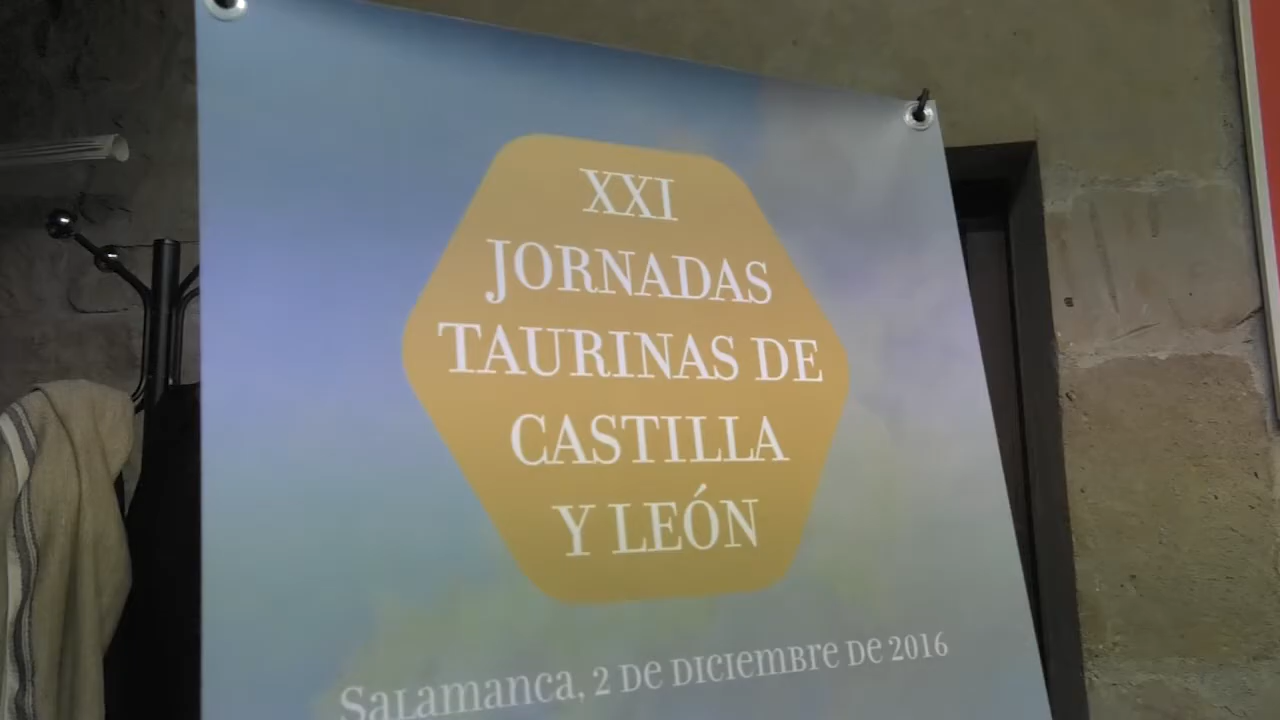 XXI
JORNADAS
TAURINAS DE
CASTILLA
Y LEÓN
Salamanca, 2 de diciembre de 2016